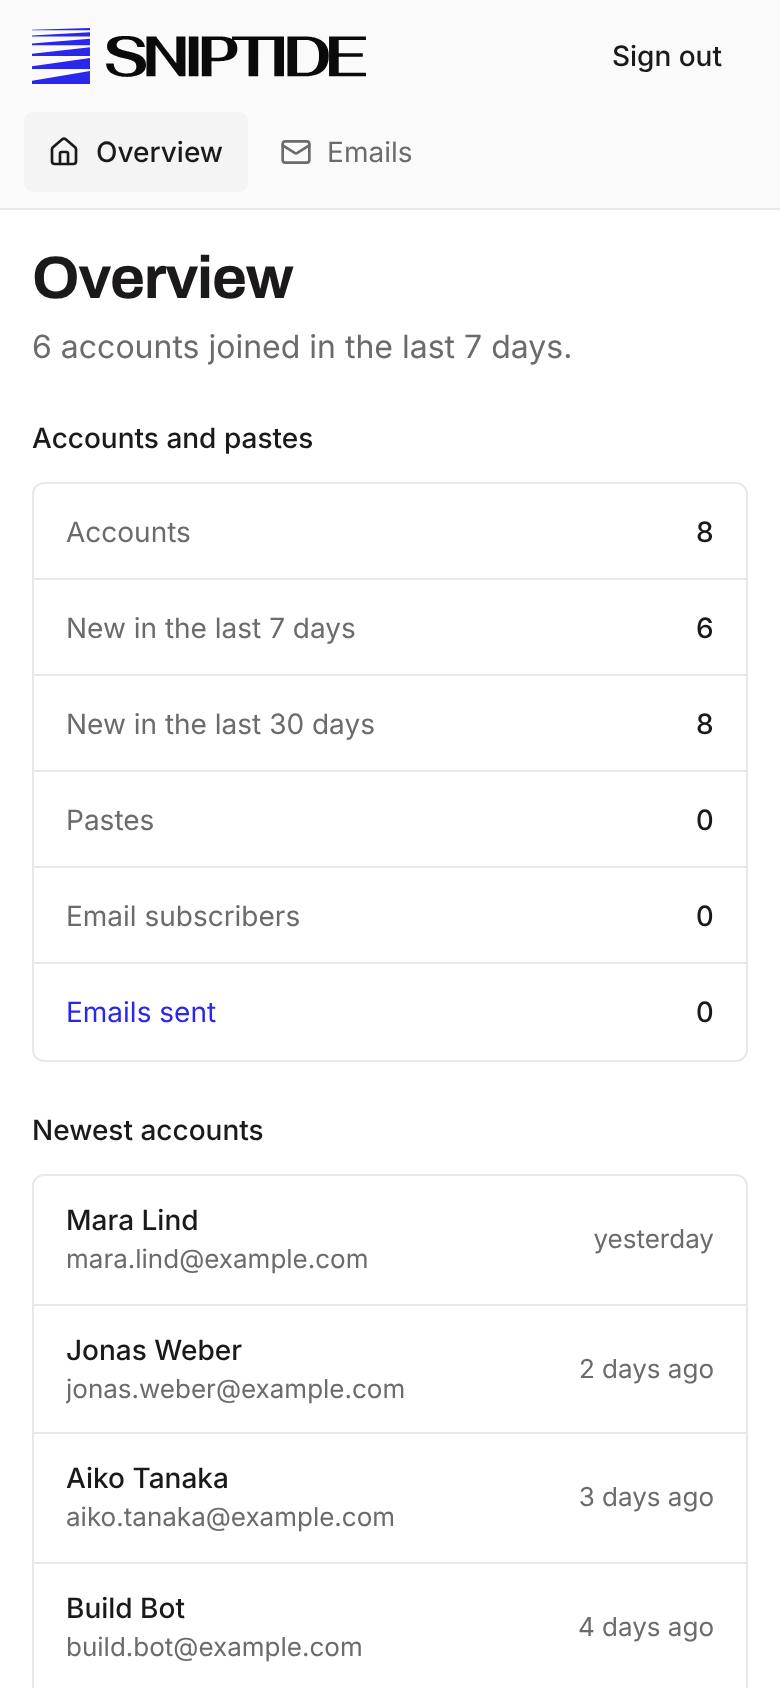 SNIPTIDE
Sign out
Overview
Emails
Overview
6 accounts joined in the last 7 days.
Accounts and pastes
Accounts 8
New in the last 7 days 6
New in the last 30 days 8
Pastes 0
Email subscribers 0
Emails sent 0
Newest accounts
Mara Lind
mara.lind@example.com
yesterday
Jonas Weber
jonas.weber@example.com
2 days ago
Aiko Tanaka
aiko.tanaka@example.com
3 days ago
Build Bot
build.bot@example.com
4 days ago